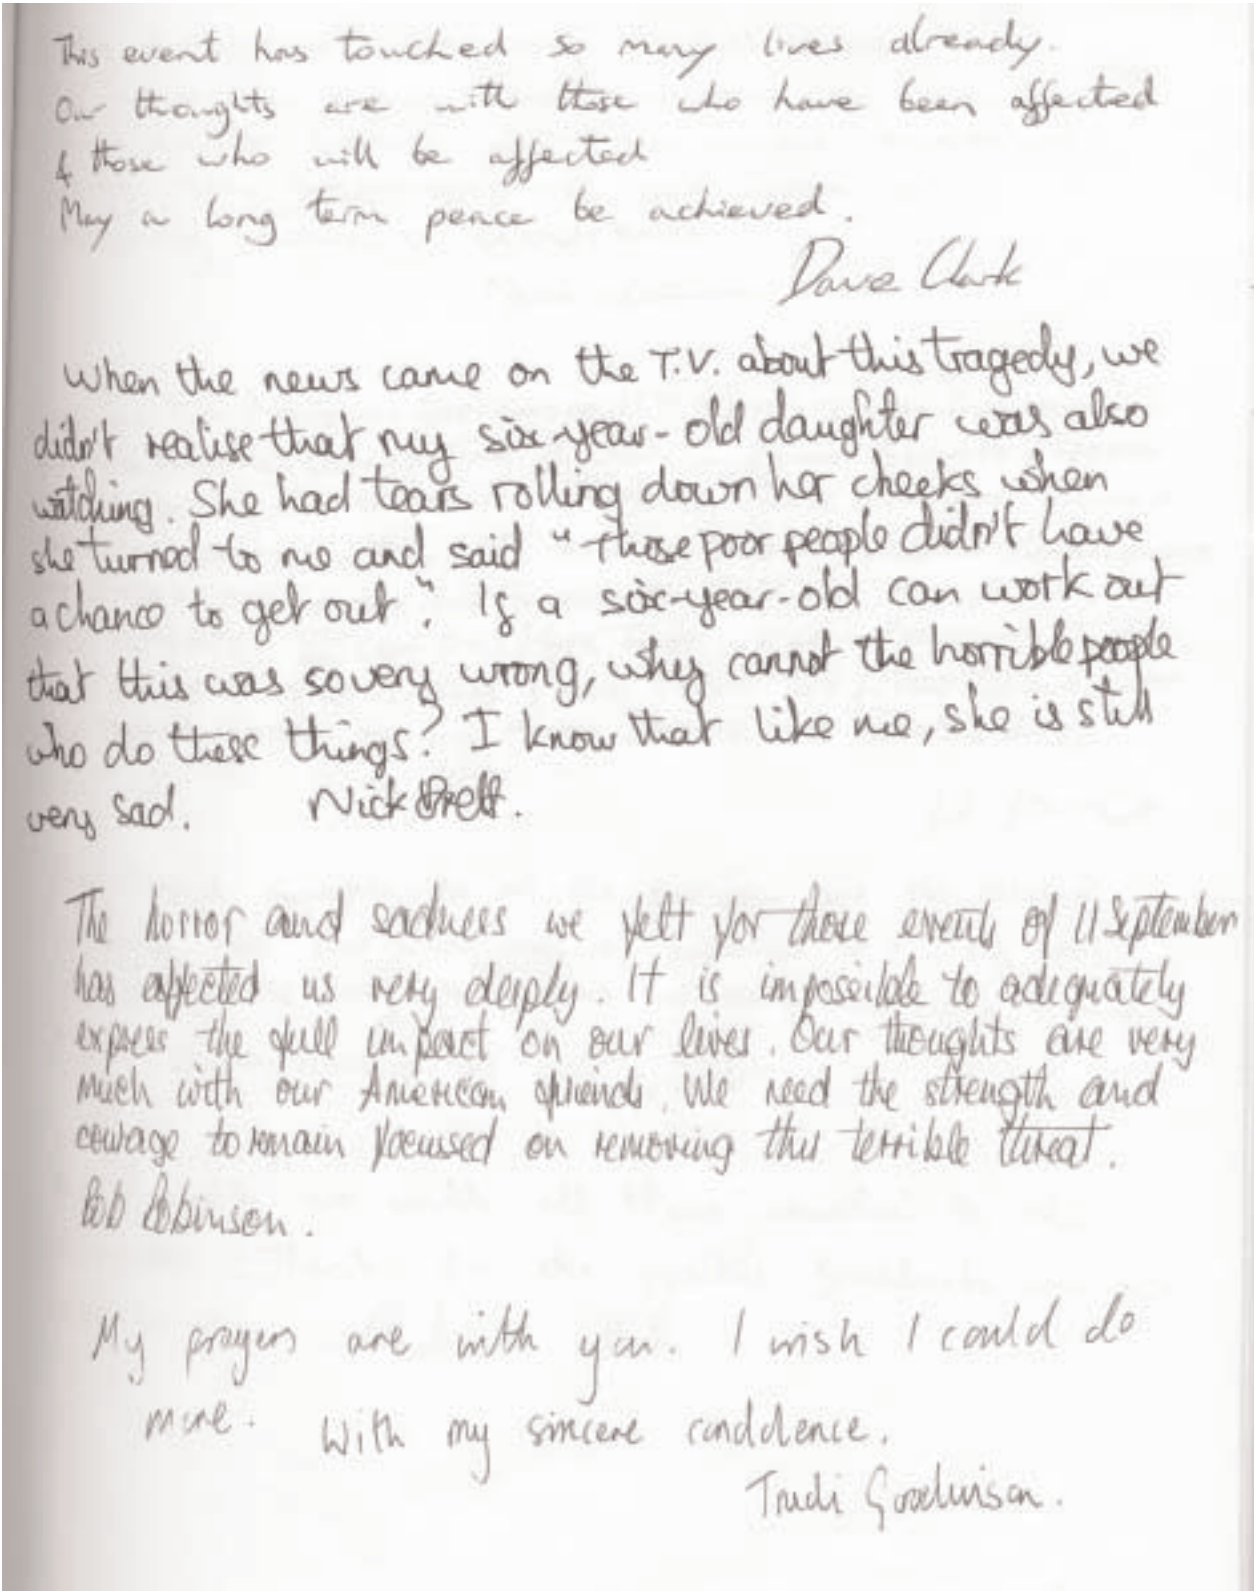 This event has touched so many lives already.
Our thoughts are with those who have been affected
& those who will be affected
May a long term peace be achieved.
Dave Clark
When the news came on the T.V. about this tragedy, we
didn't realise that my six-year-old daughter was also
watching. She had tears rolling down her cheeks when
she turned to me and said "Those poor people didn't have
a chance to get out". If a six-year-old can work out
that this was so very wrong, why cannot the horrible people
who do these things? I know that like me, she is still
very sad. Nick Brett.
The horror and sadness we felt for those events of 11 September
has affected us very deeply. It is impossible to adequately
express the full impact on our lives. Our thoughts are very
much with our American friends. We need the strength and
courage to remain focussed on removing this terrible threat.
Bob Robinson.
My prayers are with you. I wish I could do
more. With my sincere condolence.
Trudi